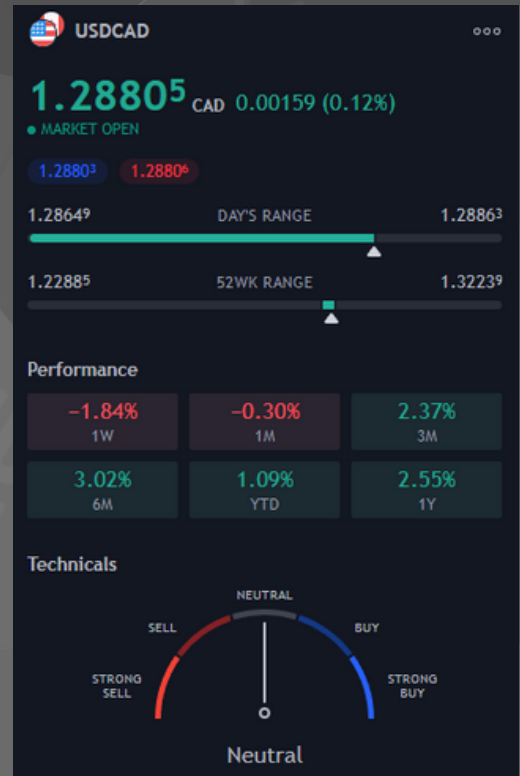 USDCAD
1.28805 CAD 0.00159 (0.12%)
MARKET OPEN
1.28803 1.28806
1.28649 DAY'S RANGE 1.28863
1.22885 52WK RANGE 1.32239
Performance
−1.84% −0.30% 2.37%
1W 1M 3M
3.02% 1.09% 2.55%
6M YTD 1Y
Technicals
NEUTRAL
SELL BUY
STRONG SELL STRONG BUY
Neutral